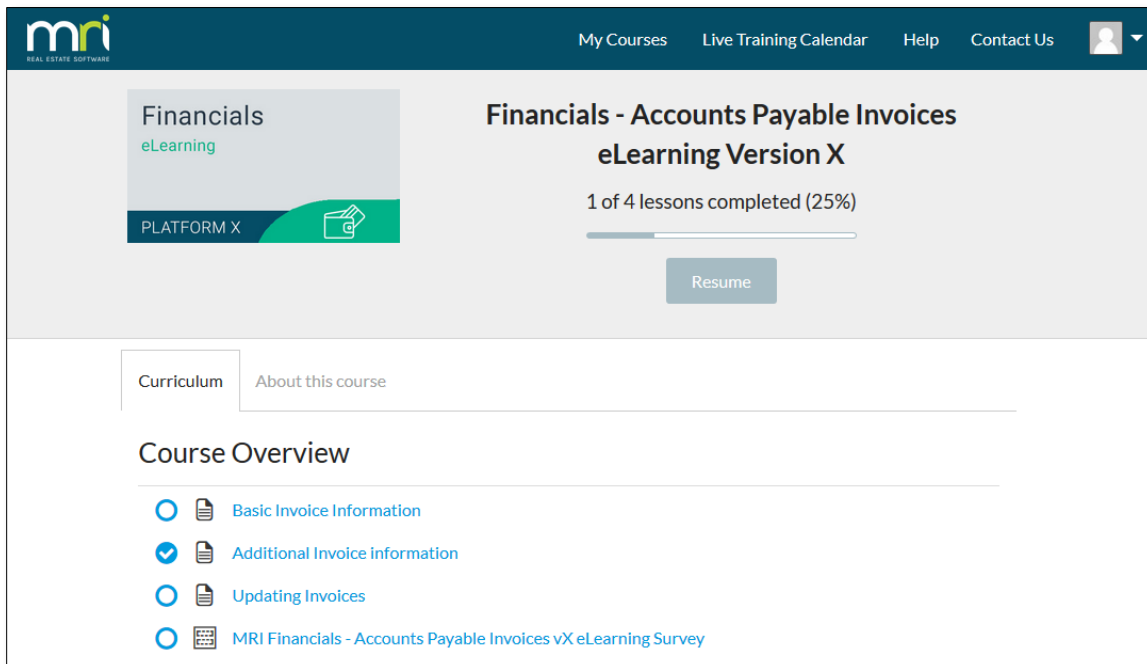 mri
REAL ESTATE SOFTWARE
My Courses Live Training Calendar Help Contact Us
Financials
eLearning
PLATFORM X
Financials - Accounts Payable Invoices
eLearning Version X
1 of 4 lessons completed (25%)
Resume
Curriculum About this course
Course Overview
Basic Invoice Information
Additional Invoice information
Updating Invoices
MRI Financials - Accounts Payable Invoices vX eLearning Survey